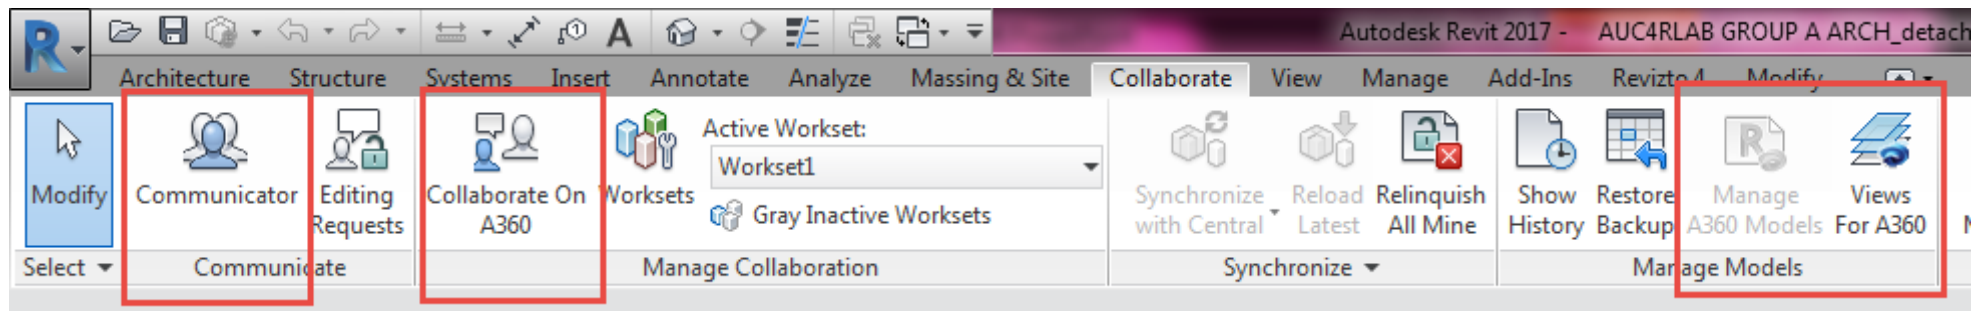 Autodesk Revit 2017 - AUC4RLAB GROUP A ARCH_detach
Architecture Structure Systems Insert Annotate Analyze Massing & Site Collaborate View Manage Add-Ins Revizto 4 Modify
Modify
Communicator
Editing
Requests
Collaborate On
A360
Worksets
Active Workset:
Workset1
Gray Inactive Worksets
Synchronize
with Central
Reload
Latest
Relinquish
All Mine
Show
History
Restore
Backup
Manage
A360 Models
Views
For A360
Select Communicate Manage Collaboration Synchronize Manage Models